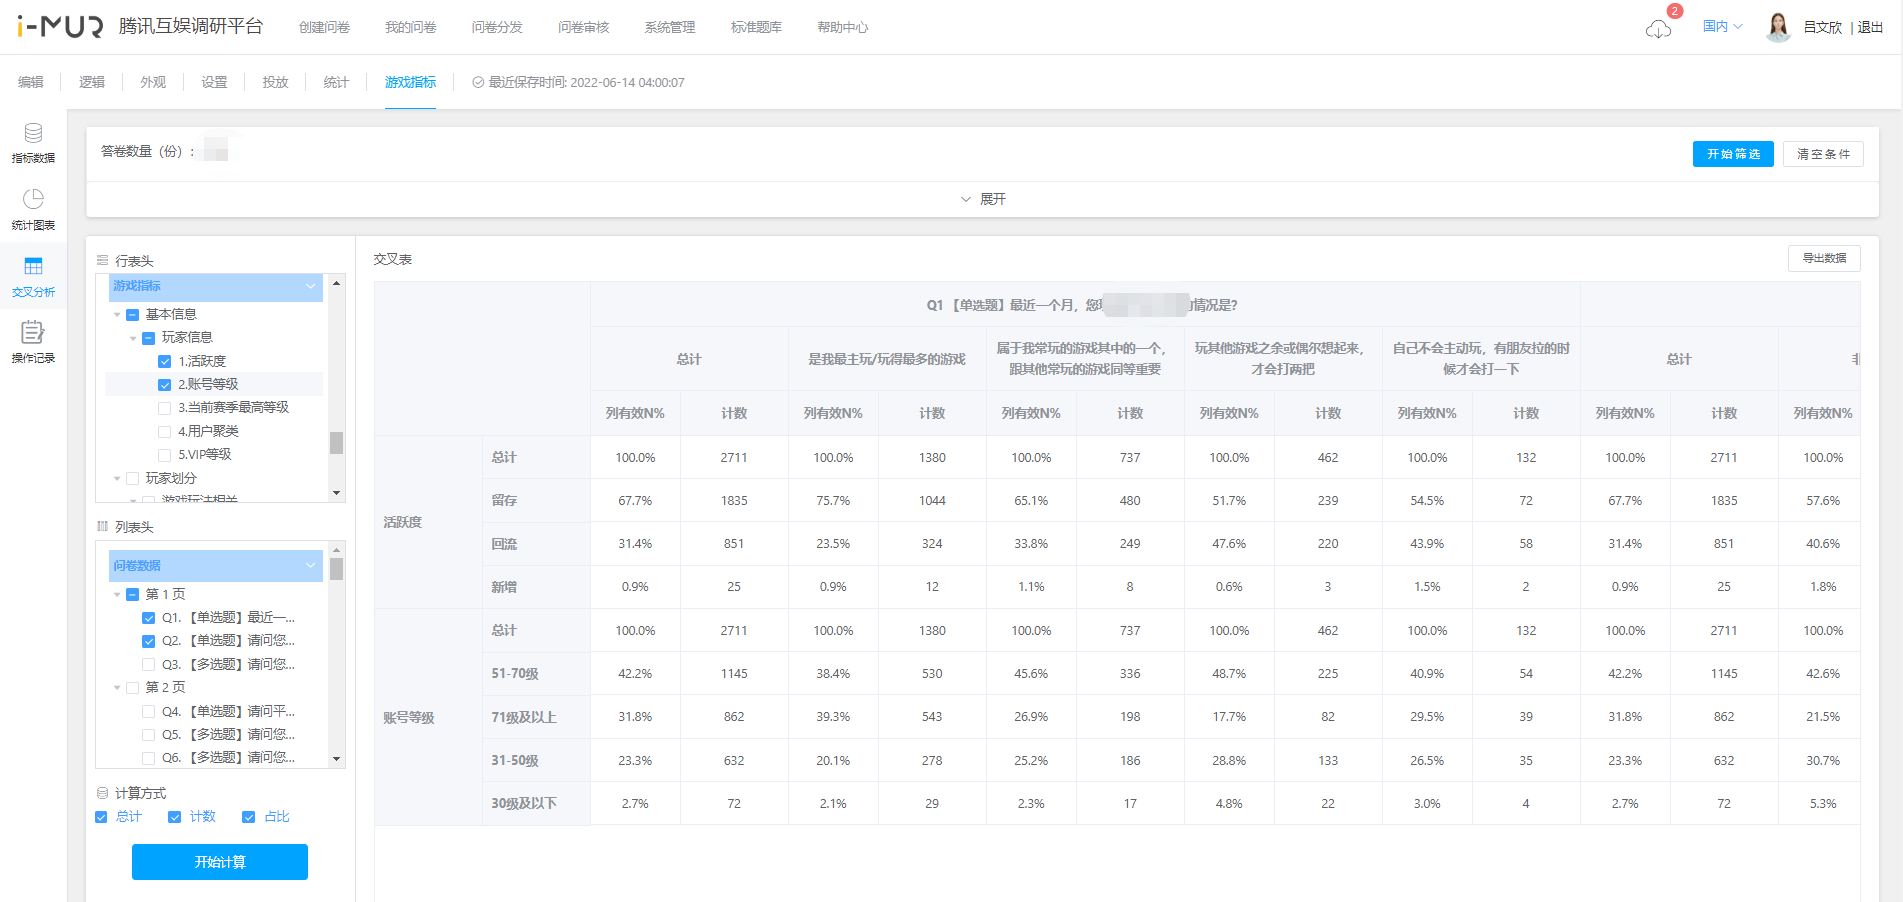 i-MUR 腾讯互娱调研平台 创建问卷 我的问卷 问卷分发 问卷审核 系统管理 标准题库 帮助中心 2 国内 吕文欣 | 退出
编辑 逻辑 外观 设置 投放 统计 游戏指标 最近保存时间: 2022-06-14 04:00:07
指标数据
统计图表
交叉分析
操作记录
答卷数量（份）:
开始筛选 清空条件
展开
行表头
游戏指标
基本信息
玩家信息
1.活跃度
2.账号等级
3.当前赛季最高等级
4.用户聚类
5.VIP等级
玩家划分
游戏玩法相关
列表头
问卷数据
第 1 页
Q1. 【单选题】最近一...
Q2. 【单选题】请问您...
Q3. 【多选题】请问您...
第 2 页
Q4. 【单选题】请问平...
Q5. 【多选题】请问您...
Q6. 【多选题】请问您...
计算方式
总计 计数 占比
开始计算
交叉表 导出数据
Q1 【单选题】最近一个月，您 情况是?
总计 是我最主玩/玩得最多的游戏 属于我常玩的游戏其中的一个， 玩其他游戏之余或偶尔想起来， 自己不会主动玩，有朋友拉的时 总计
跟其他常玩的游戏同等重要 才会打两把 候才会打一下
列有效N% 计数 列有效N% 计数 列有效N% 计数 列有效N% 计数 列有效N% 计数 列有效N% 计数 列有效N%
活跃度
总计 100.0% 2711 100.0% 1380 100.0% 737 100.0% 462 100.0% 132 100.0% 2711 100.0%
留存 67.7% 1835 75.7% 1044 65.1% 480 51.7% 239 54.5% 72 67.7% 1835 57.6%
回流 31.4% 851 23.5% 324 33.8% 249 47.6% 220 43.9% 58 31.4% 851 40.6%
新增 0.9% 25 0.9% 12 1.1% 8 0.6% 3 1.5% 2 0.9% 25 1.8%
账号等级
总计 100.0% 2711 100.0% 1380 100.0% 737 100.0% 462 100.0% 132 100.0% 2711 100.0%
51-70级 42.2% 1145 38.4% 530 45.6% 336 48.7% 225 40.9% 54 42.2% 1145 42.6%
71级及以上 31.8% 862 39.3% 543 26.9% 198 17.7% 82 29.5% 39 31.8% 862 21.5%
31-50级 23.3% 632 20.1% 278 25.2% 186 28.8% 133 26.5% 35 23.3% 632 30.7%
30级及以下 2.7% 72 2.1% 29 2.3% 17 4.8% 22 3.0% 4 2.7% 72 5.3%